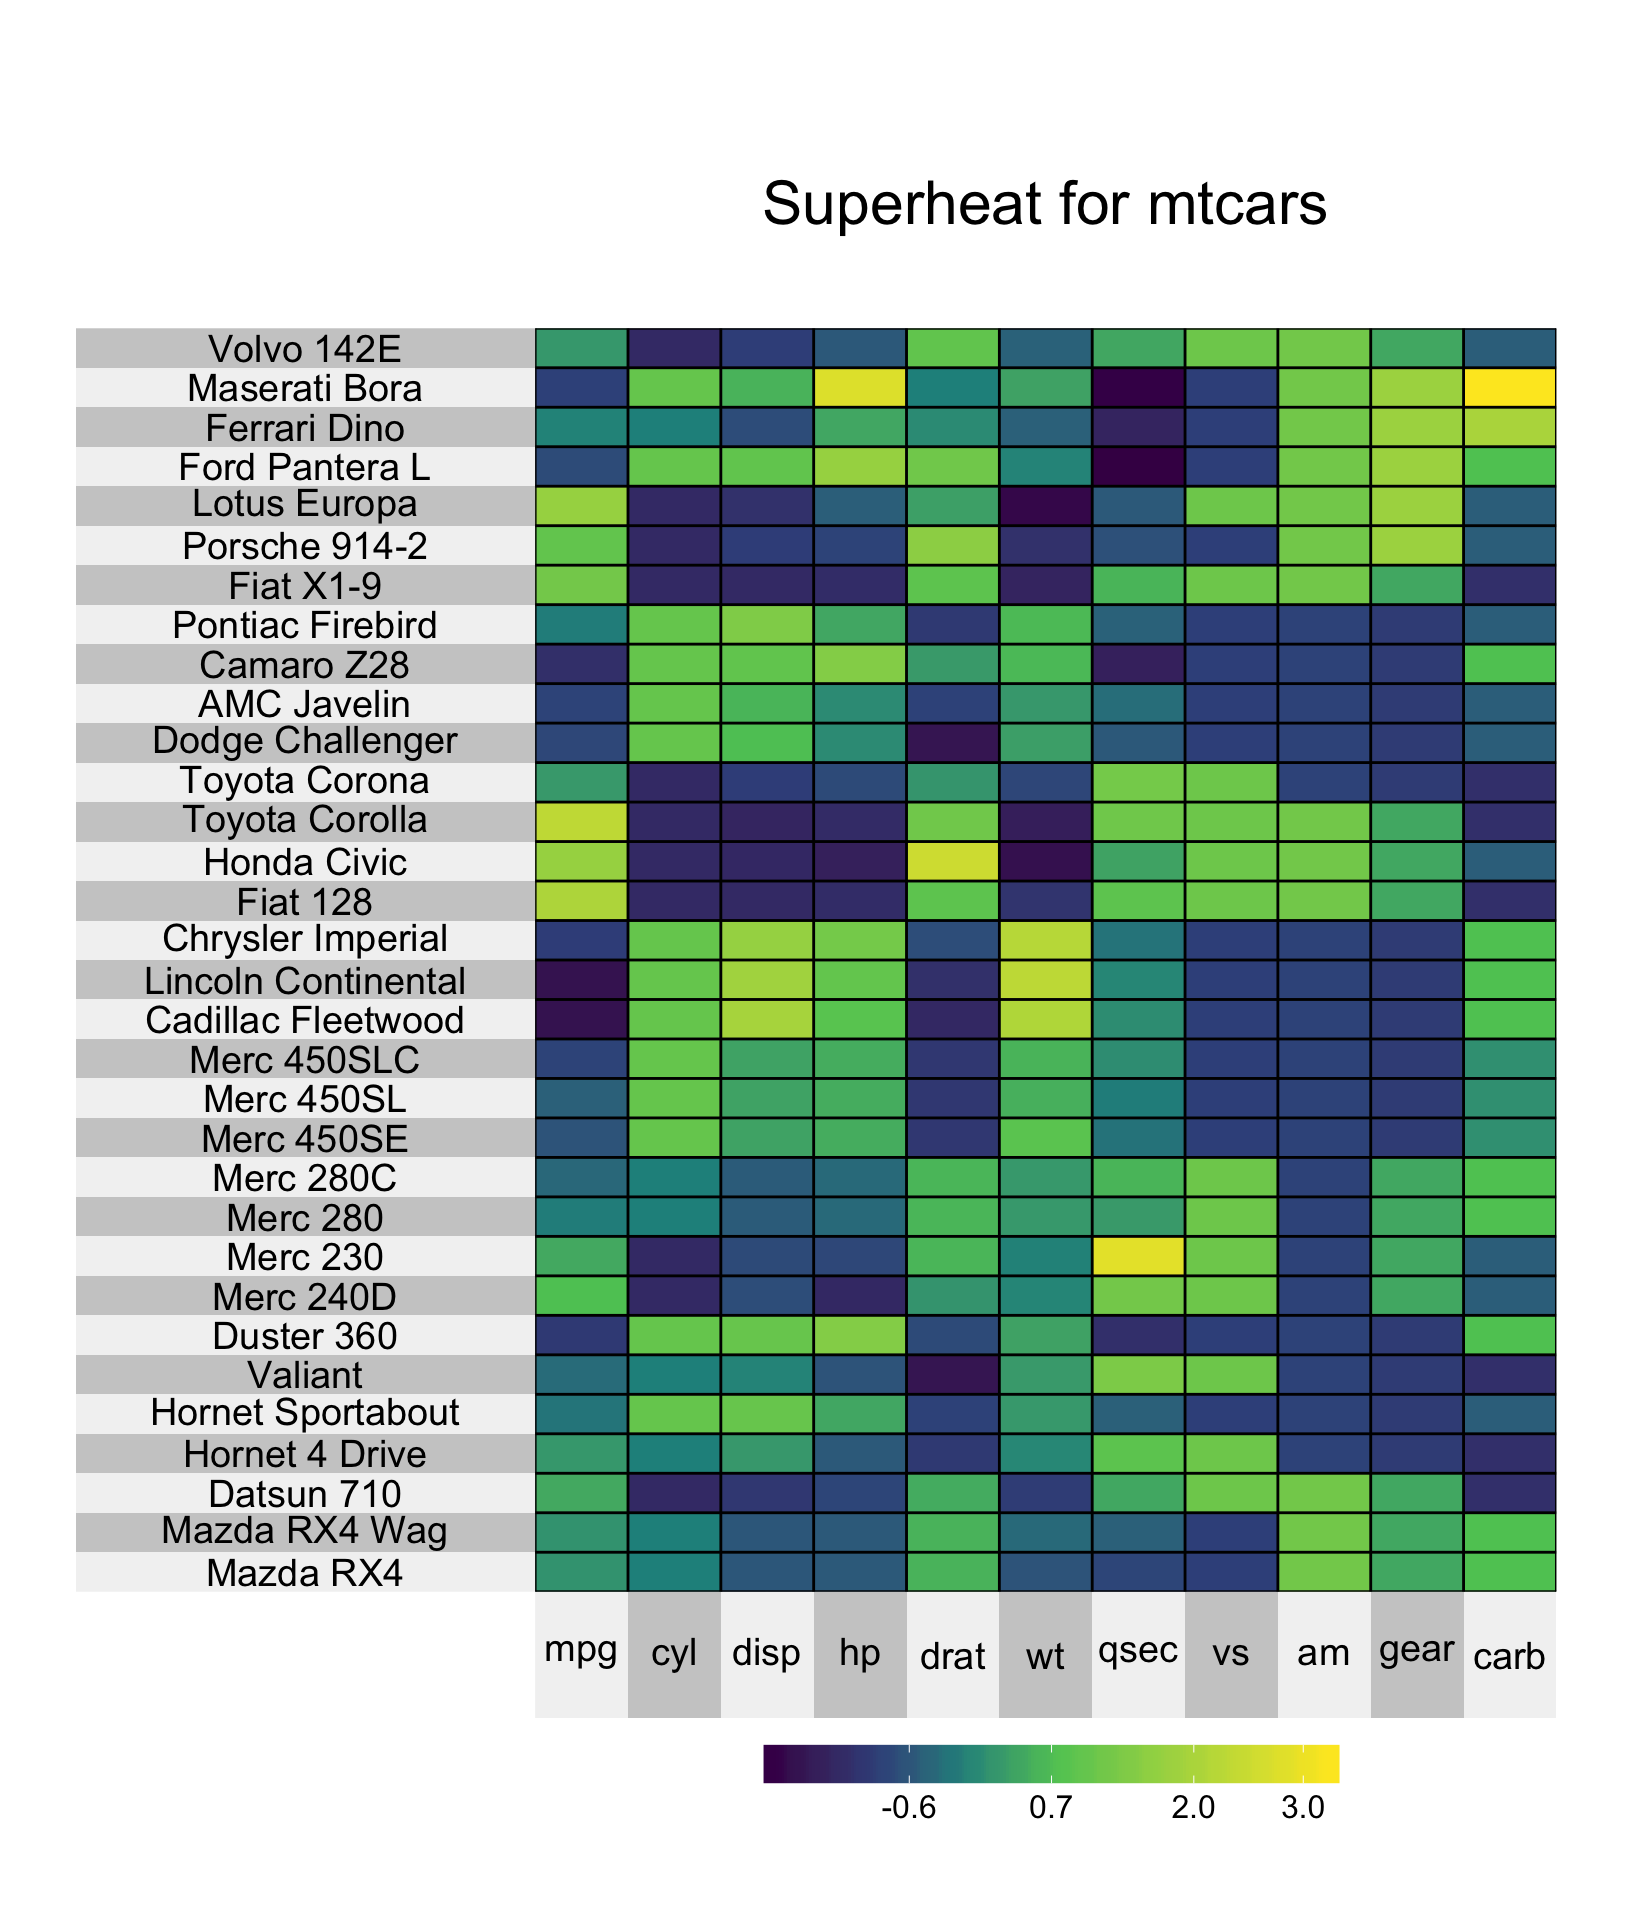 Superheat for mtcars
Volvo 142E
Maserati Bora
Ferrari Dino
Ford Pantera L
Lotus Europa
Porsche 914-2
Fiat X1-9
Pontiac Firebird
Camaro Z28
AMC Javelin
Dodge Challenger
Toyota Corona
Toyota Corolla
Honda Civic
Fiat 128
Chrysler Imperial
Lincoln Continental
Cadillac Fleetwood
Merc 450SLC
Merc 450SL
Merc 450SE
Merc 280C
Merc 280
Merc 230
Merc 240D
Duster 360
Valiant
Hornet Sportabout
Hornet 4 Drive
Datsun 710
Mazda RX4 Wag
Mazda RX4
mpg cyl disp hp drat wt qsec vs am gear carb
-0.6 0.7 2.0 3.0